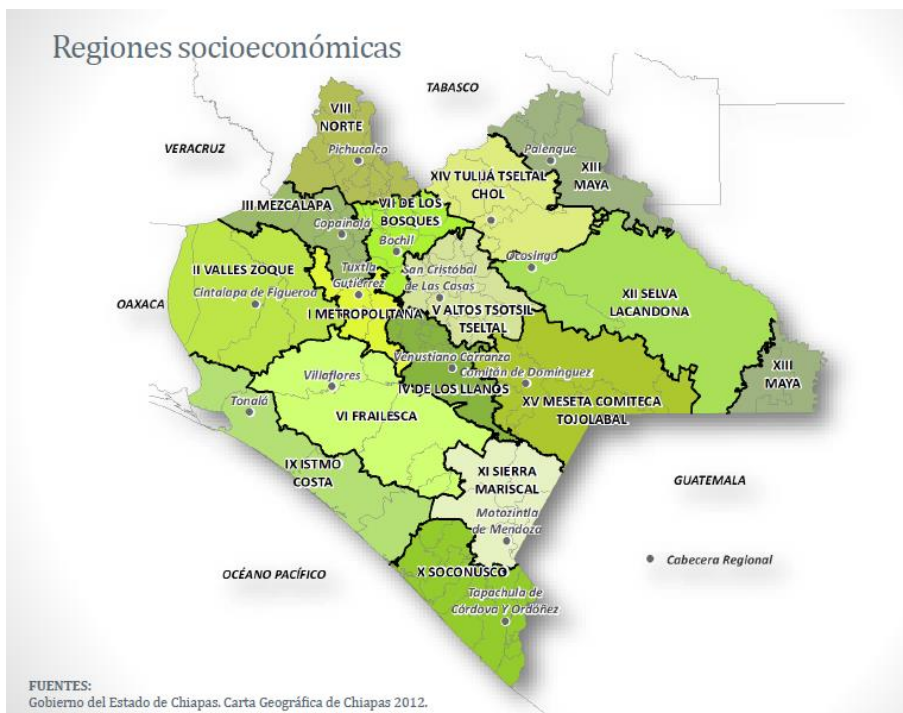 Regiones socioeconómicas
TABASCO
VIII
NORTE
VERACRUZ
Pichucalco
Palenque
XIII
MAYA
XIV TULIJÁ TSELTAL
CHOL
III MEZCALAPA
Copainalá
VII DE LOS
BOSQUES
Bochil
Ocosingo
II VALLES ZOQUE
Cintalapa de Figueroa
Tuxtla
Gutiérrez
San Cristóbal
de Las Casas
OAXACA
I METROPOLITANA
V ALTOS TSOTSIL
TSELTAL
XII SELVA
LACANDONA
Venustiano Carranza
IV DE LOS LLANOS
Comitán de Domínguez
XIII
MAYA
Villaflores
Tonalá
VI FRAILESCA
XV MESETA COMITECA
TOJOLABAL
IX ISTMO
COSTA
XI SIERRA
MARISCAL
GUATEMALA
Motozintla
de Mendoza
Cabecera Regional
OCÉANO PACÍFICO
X SOCONUSCO
Tapachula de
Córdova Y Ordóñez
FUENTES:
Gobierno del Estado de Chiapas. Carta Geográfica de Chiapas 2012.